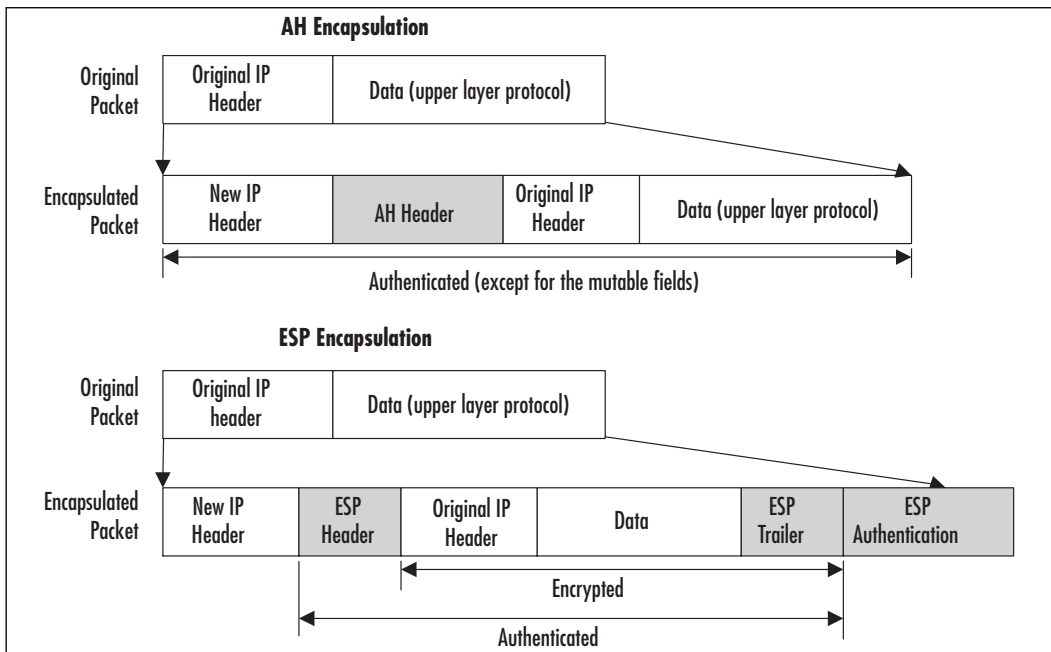 AH Encapsulation
Original
Packet
Original IP
Header
Data (upper layer protocol)
Encapsulated
Packet
New IP
Header
AH Header
Original IP
Header
Data (upper layer protocol)
Authenticated (except for the mutable fields)
ESP Encapsulation
Original
Packet
Original IP
header
Data (upper layer protocol)
Encapsulated
Packet
New IP
Header
ESP
Header
Original IP
Header
Data
ESP
Trailer
ESP
Authentication
Encrypted
Authenticated